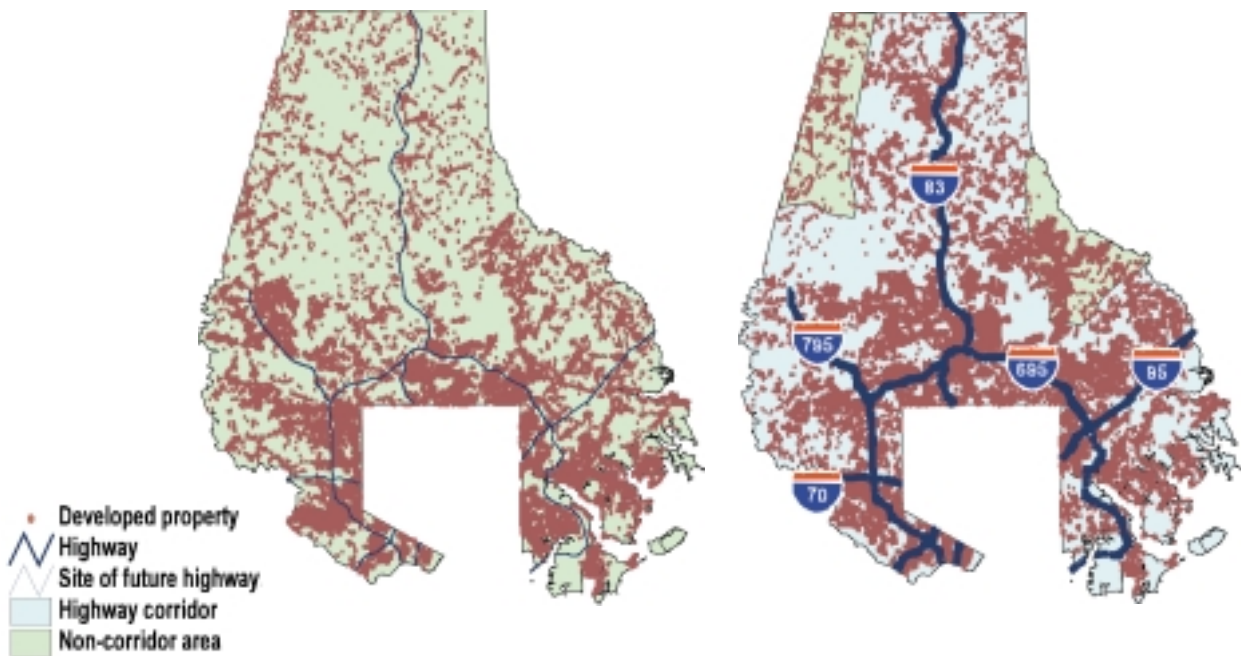 83
795
695
95
70
Developed property
Highway
Site of future highway
Highway corridor
Non-corridor area